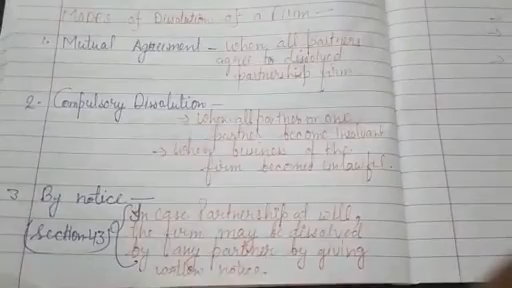 Modes of Dissolution of a Firm -
1. Mutual Agreement - when all partners
agree to dissolved
partnership firm
2. Compulsory Dissolution -
→ when all partner or one
partner become Insolvent
→ when business of the
firm becomes unlawful.
3 By notice -
(Section 43) In case Partnership at will,
the firm may be dissolved
by any partner by giving
notice.